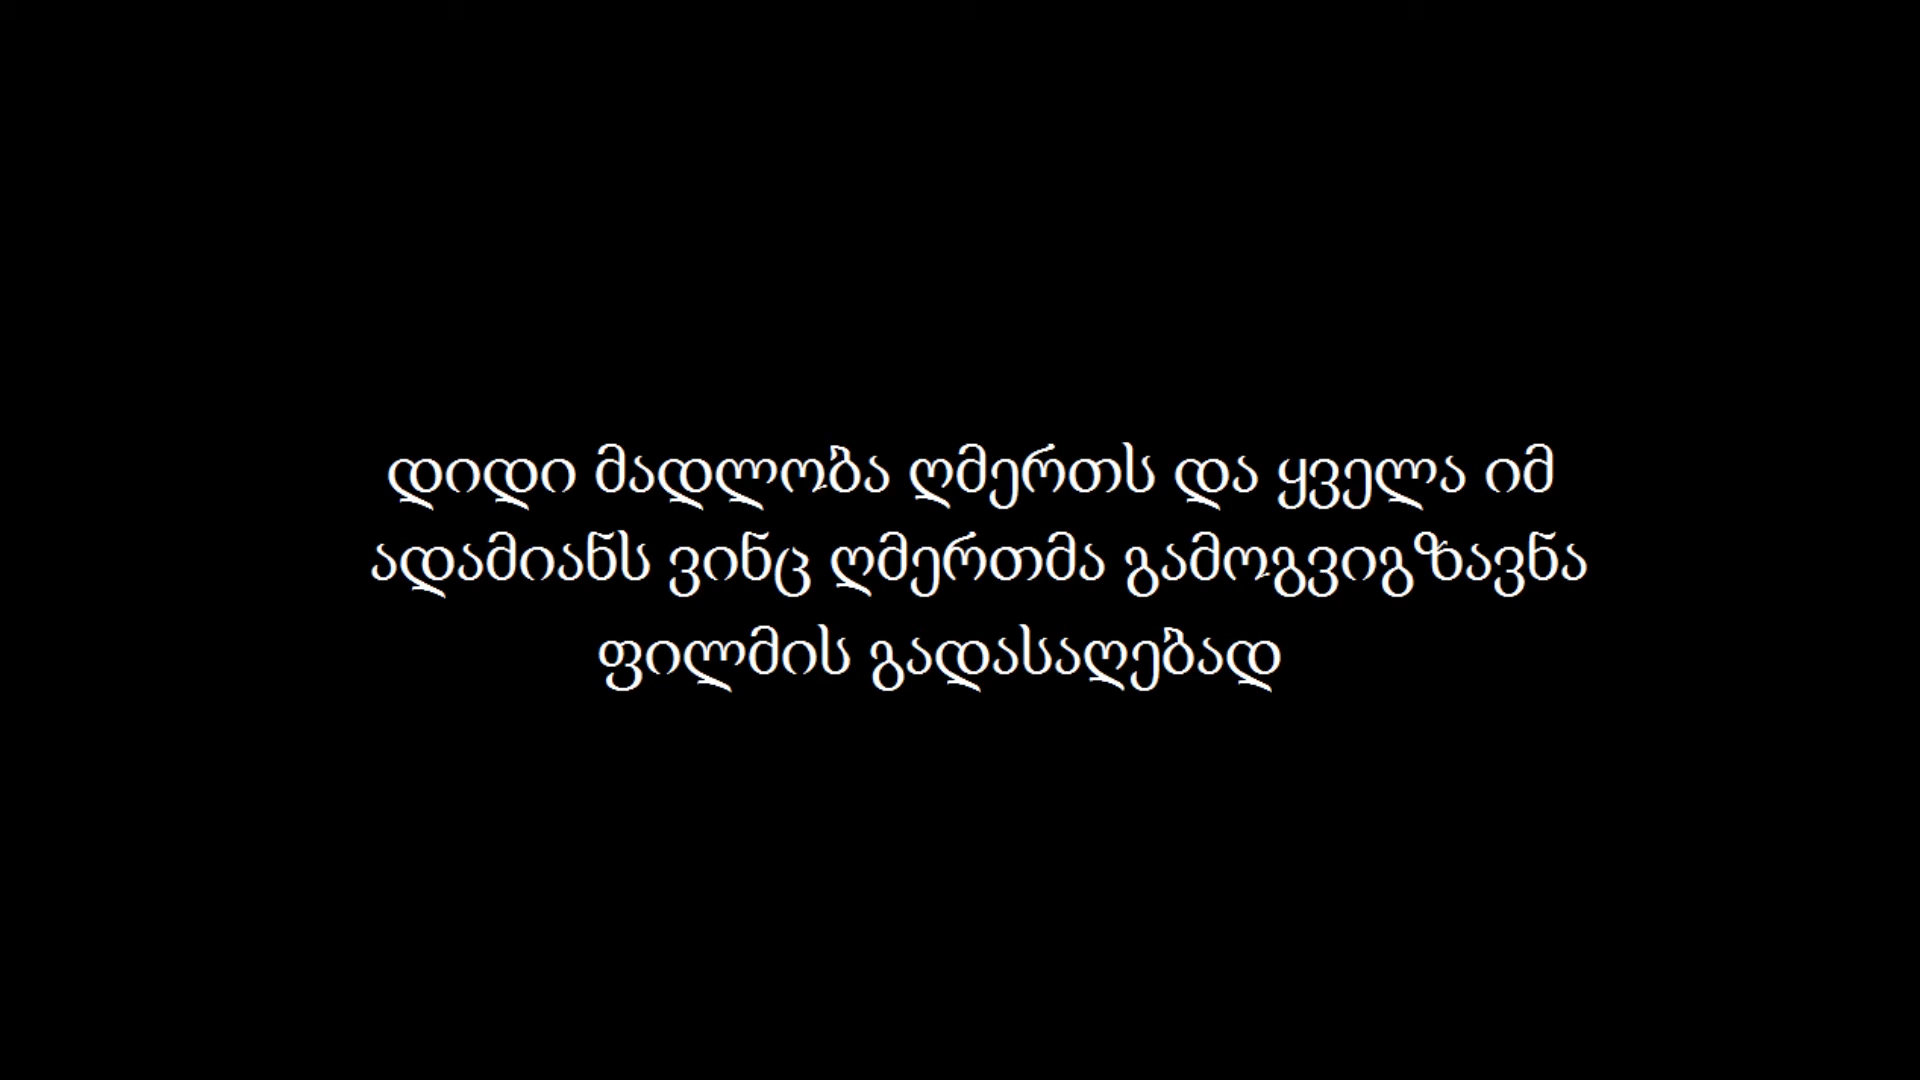 დიდი მადლობა ღმერთს და ყველა იმ
ადამიანს ვინც ღმერთმა გამოგვიგზავნა
ფილმის გადასაღებად